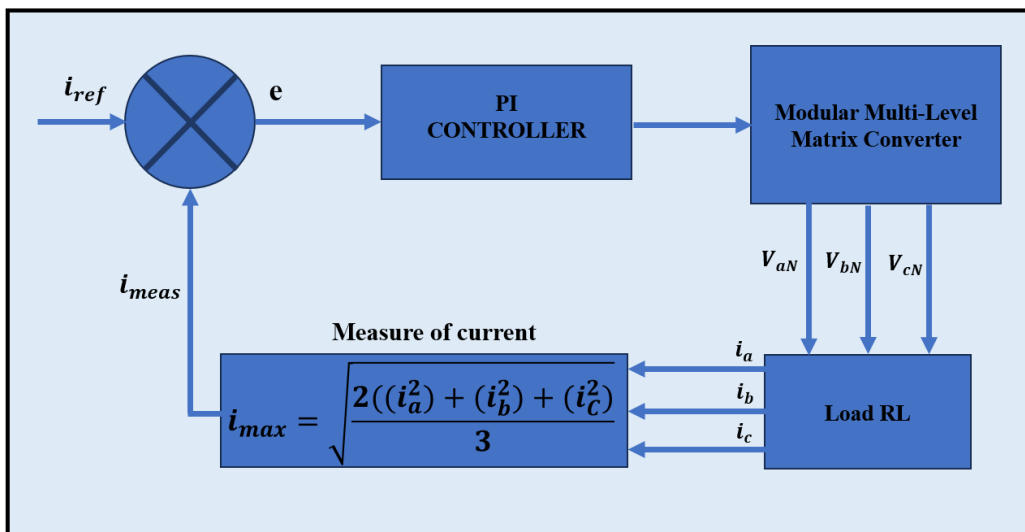 i_ref
e
PI
CONTROLLER
Modular Multi-Level
Matrix Converter
V_aN
V_bN
V_cN
i_meas
Measure of current
i_max = √(2((i_a^2) + (i_b^2) + (i_C^2)) / 3
i_a
i_b
i_c
Load RL